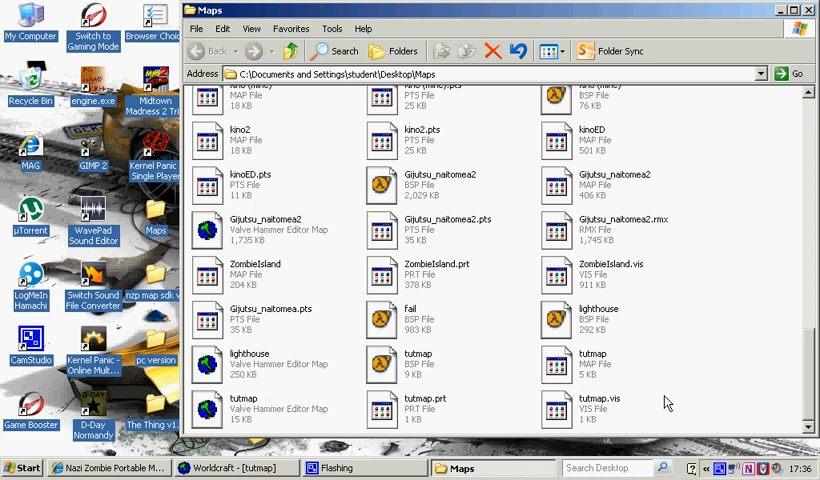 Maps
File Edit View Favorites Tools Help
Back Search Folders Folder Sync
Address C:\Documents and Settings\student\Desktop\Maps Go
My Computer
Switch to Gaming Mode
Browser Choice
Recycle Bin
engine.exe
Midtown Madness 2 Tri
MAG
GIMP 2
Kernel Panic Single Player
µTorrent
WavePad Sound Editor
Maps
LogMeIn Hamachi
Switch Sound File Converter
nzp map sdk v
CamStudio
Kernel Panic - Online Mult...
pc version
Game Booster
D-Day Normandy
The Thing v1.
MAP File
18 KB
PTS File
25 KB
BSP File
76 KB
kino2
MAP File
18 KB
kino2.pts
PTS File
25 KB
kinoED
MAP File
501 KB
kinoED.pts
PTS File
11 KB
Gijutsu_naitomea2
BSP File
2,029 KB
Gijutsu_naitomea2
MAP File
406 KB
Gijutsu_naitomea2
Valve Hammer Editor Map
1,735 KB
Gijutsu_naitomea2.pts
PTS File
35 KB
Gijutsu_naitomea2.rmx
RMX File
1,745 KB
ZombieIsland
MAP File
204 KB
ZombieIsland.prt
PRT File
378 KB
ZombieIsland.vis
VIS File
911 KB
Gijutsu_naitomea.pts
PTS File
35 KB
fail
BSP File
983 KB
lighthouse
BSP File
292 KB
lighthouse
Valve Hammer Editor Map
250 KB
tutmap
BSP File
9 KB
tutmap
MAP File
5 KB
tutmap
Valve Hammer Editor Map
15 KB
tutmap.prt
PRT File
1 KB
tutmap.vis
VIS File
1 KB
Start Nazi Zombie Portable M... Worldcraft - [tutmap] Flashing Maps Search Desktop 17:36